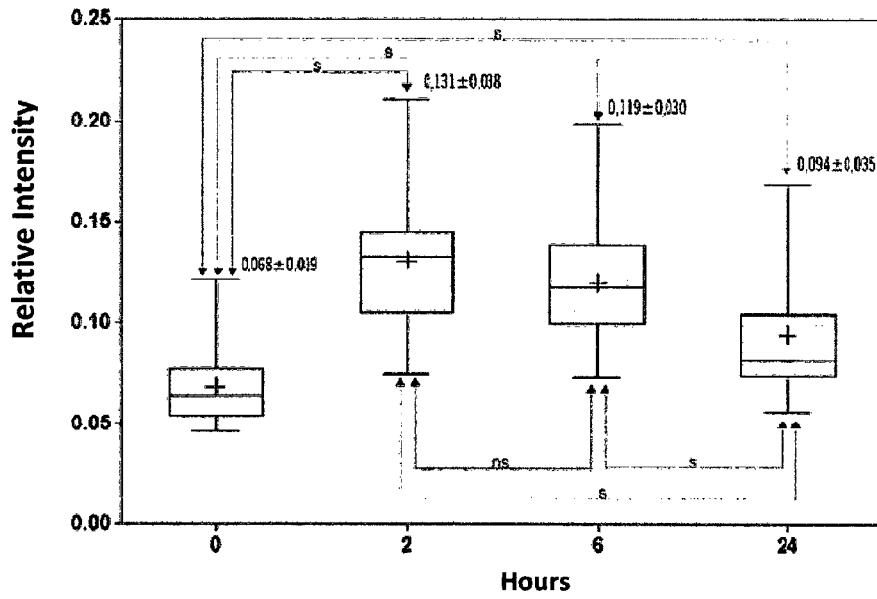 0.25
s
s
s
0,131±0,038
0.20
0,119±0,030
0,094±0,035
Relative Intensity
0.15
0,068±0,019
0.10
0.05
ns
s
s
0.00
0
2
6
24
Hours